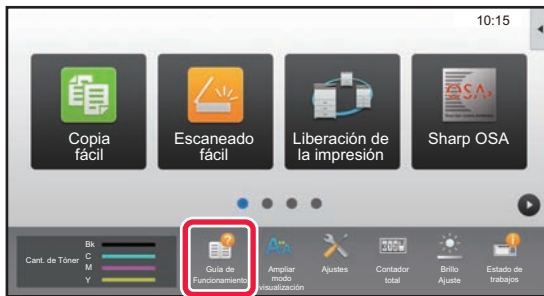 10:15
Copia
fácil
Escaneado
fácil
Liberación de
la impresión
OSA
Sharp OSA
Cant. de Tóner
Bk
C
M
Y
Guía de
Funcionamiento
Ampliar
modo
visualización
Ajustes
Contador
total
Brillo
Ajuste
Estado de
trabajos